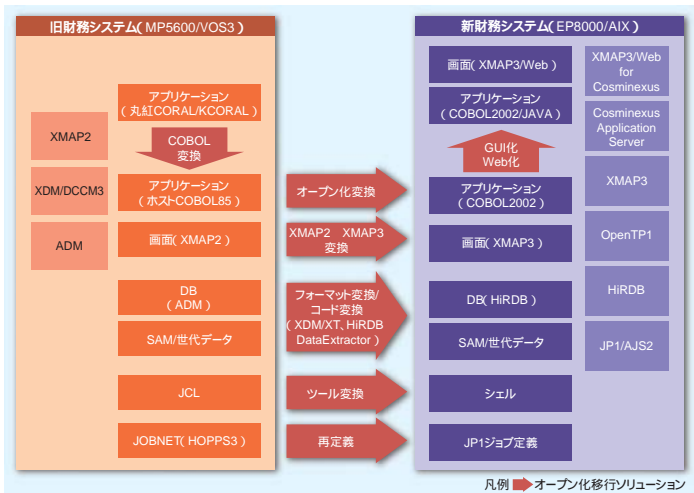 旧財務システム（MP5600/VOS3）
XMAP2
XDM/DCCM3
ADM
アプリケーション
（丸紅CORAL/KCORAL）
COBOL
変換
アプリケーション
（ホストCOBOL85）
画面（XMAP2）
DB
（ADM）
SAM/世代データ
JCL
JOBNET（HOPPS3）
オープン化変換
XMAP2　XMAP3
変換
フォーマット変換/
コード変換
（XDM/XT、HiRDB
DataExtractor）
ツール変換
再定義
新財務システム（EP8000/AIX）
画面（XMAP3/Web）
アプリケーション
（COBOL2002/JAVA）
GUI化
Web化
アプリケーション
（COBOL2002）
画面（XMAP3）
DB（HiRDB）
SAM/世代データ
シェル
JP1ジョブ定義
XMAP3/Web
for
Cosminexus
Cosminexus
Application
Server
XMAP3
OpenTP1
HiRDB
JP1/AJS2
凡例 オープン化移行ソリューション